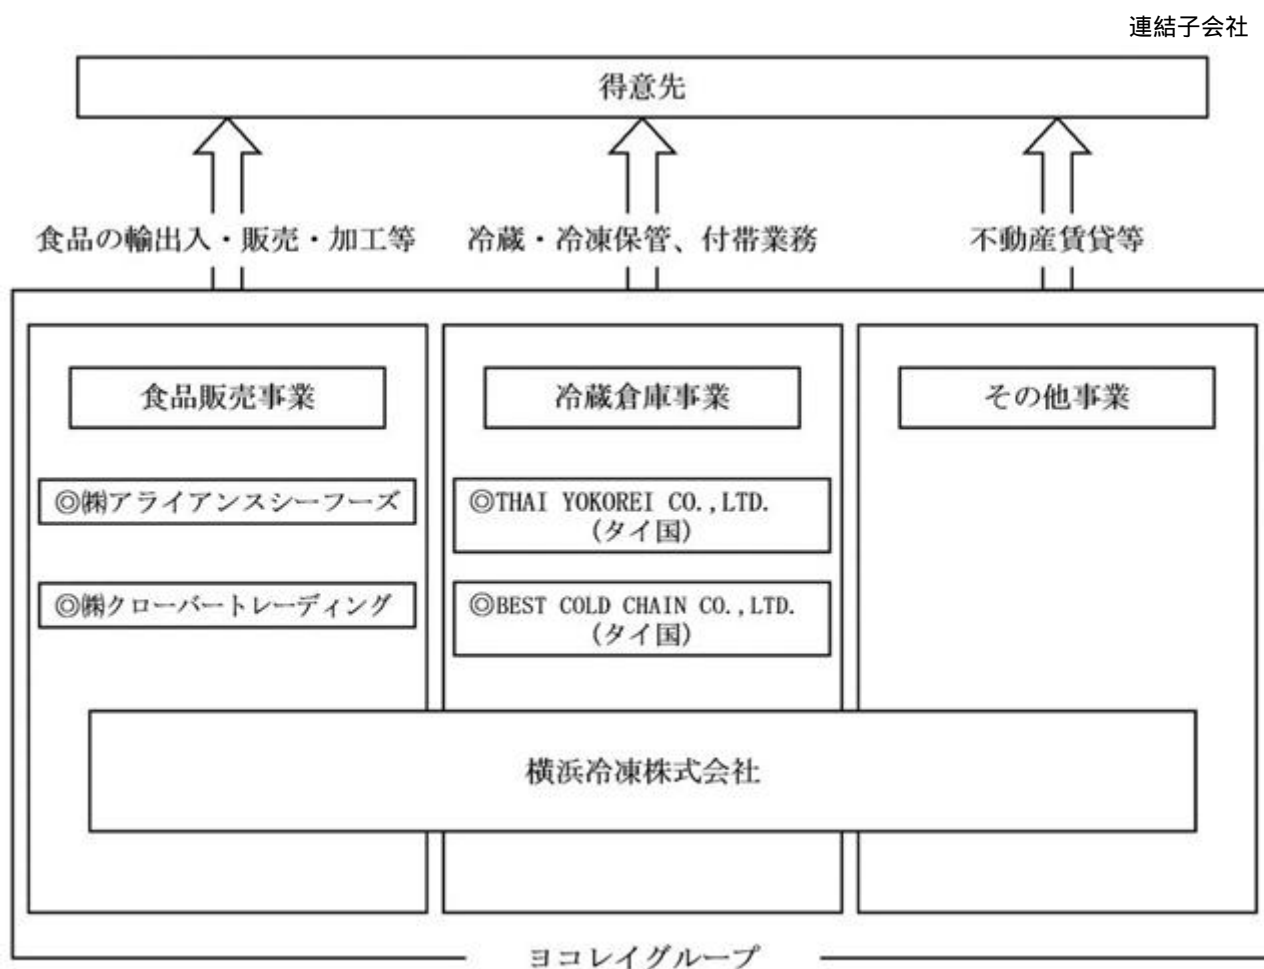 連結子会社
得意先
食品の輸出入・販売・加工等
冷蔵・冷凍保管、付帯業務
不動産賃貸等
食品販売事業
冷蔵倉庫事業
その他事業
◎㈱アライアンスシーフーズ
◎THAI YOKOREI CO.,LTD.
(タイ国)
◎㈱クローバートレーディング
◎BEST COLD CHAIN CO.,LTD.
(タイ国)
横浜冷凍株式会社
ヨコレイグループ